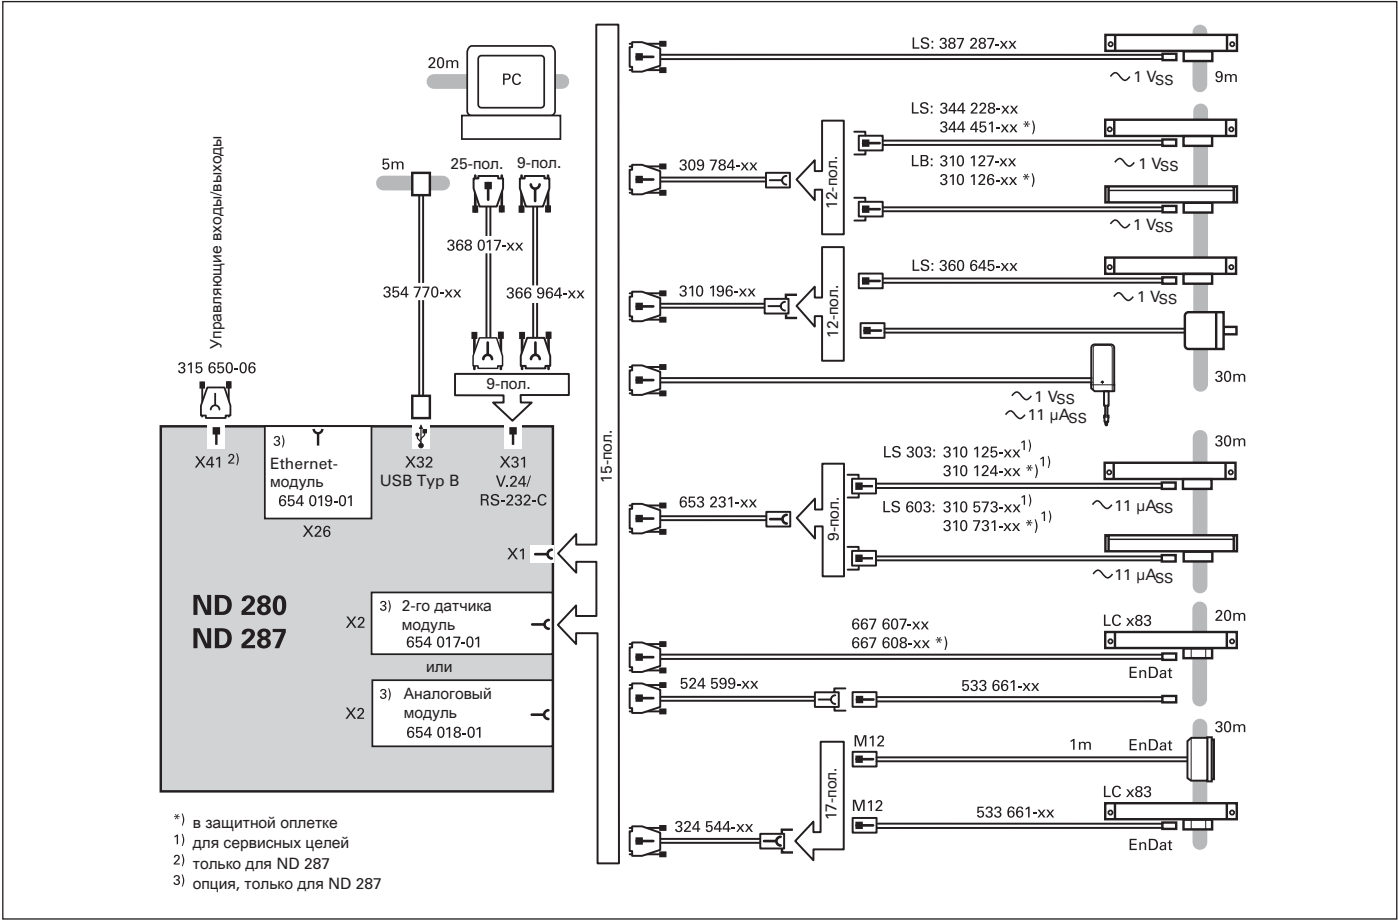 20m
PC
Управляющие входы/выходы
315 650-06
5m
354 770-xx
25-пол.
368 017-xx
9-пол.
366 964-xx
9-пол.
X41 2)
3)
Ethernet-
модуль
654 019-01
X26
X32
USB Typ B
X31
V.24/
RS-232-C
X1
ND 280
ND 287
X2
3) 2-го датчика
модуль
654 017-01
или
X2
3) Аналоговый
модуль
654 018-01
15-пол.
LS: 387 287-xx
∼ 1 VSS
9m
309 784-xx
12-пол.
LS: 344 228-xx
344 451-xx *)
∼ 1 VSS
LB: 310 127-xx
310 126-xx *)
∼ 1 VSS
310 196-xx
12-пол.
LS: 360 645-xx
∼ 1 VSS
30m
∼ 1 VSS
∼ 11 µASS
653 231-xx
9-пол.
30m
LS 303: 310 125-xx1)
310 124-xx *)1)
∼ 11 µASS
LS 603: 310 573-xx1)
310 731-xx *)1)
∼ 11 µASS
667 607-xx
667 608-xx *)
LC x83
20m
EnDat
524 599-xx
533 661-xx
30m
M12
1m
EnDat
17-пол.
324 544-xx
M12
533 661-xx
LC x83
EnDat
*) в защитной оплетке
1) для сервисных целей
2) только для ND 287
3) опция, только для ND 287